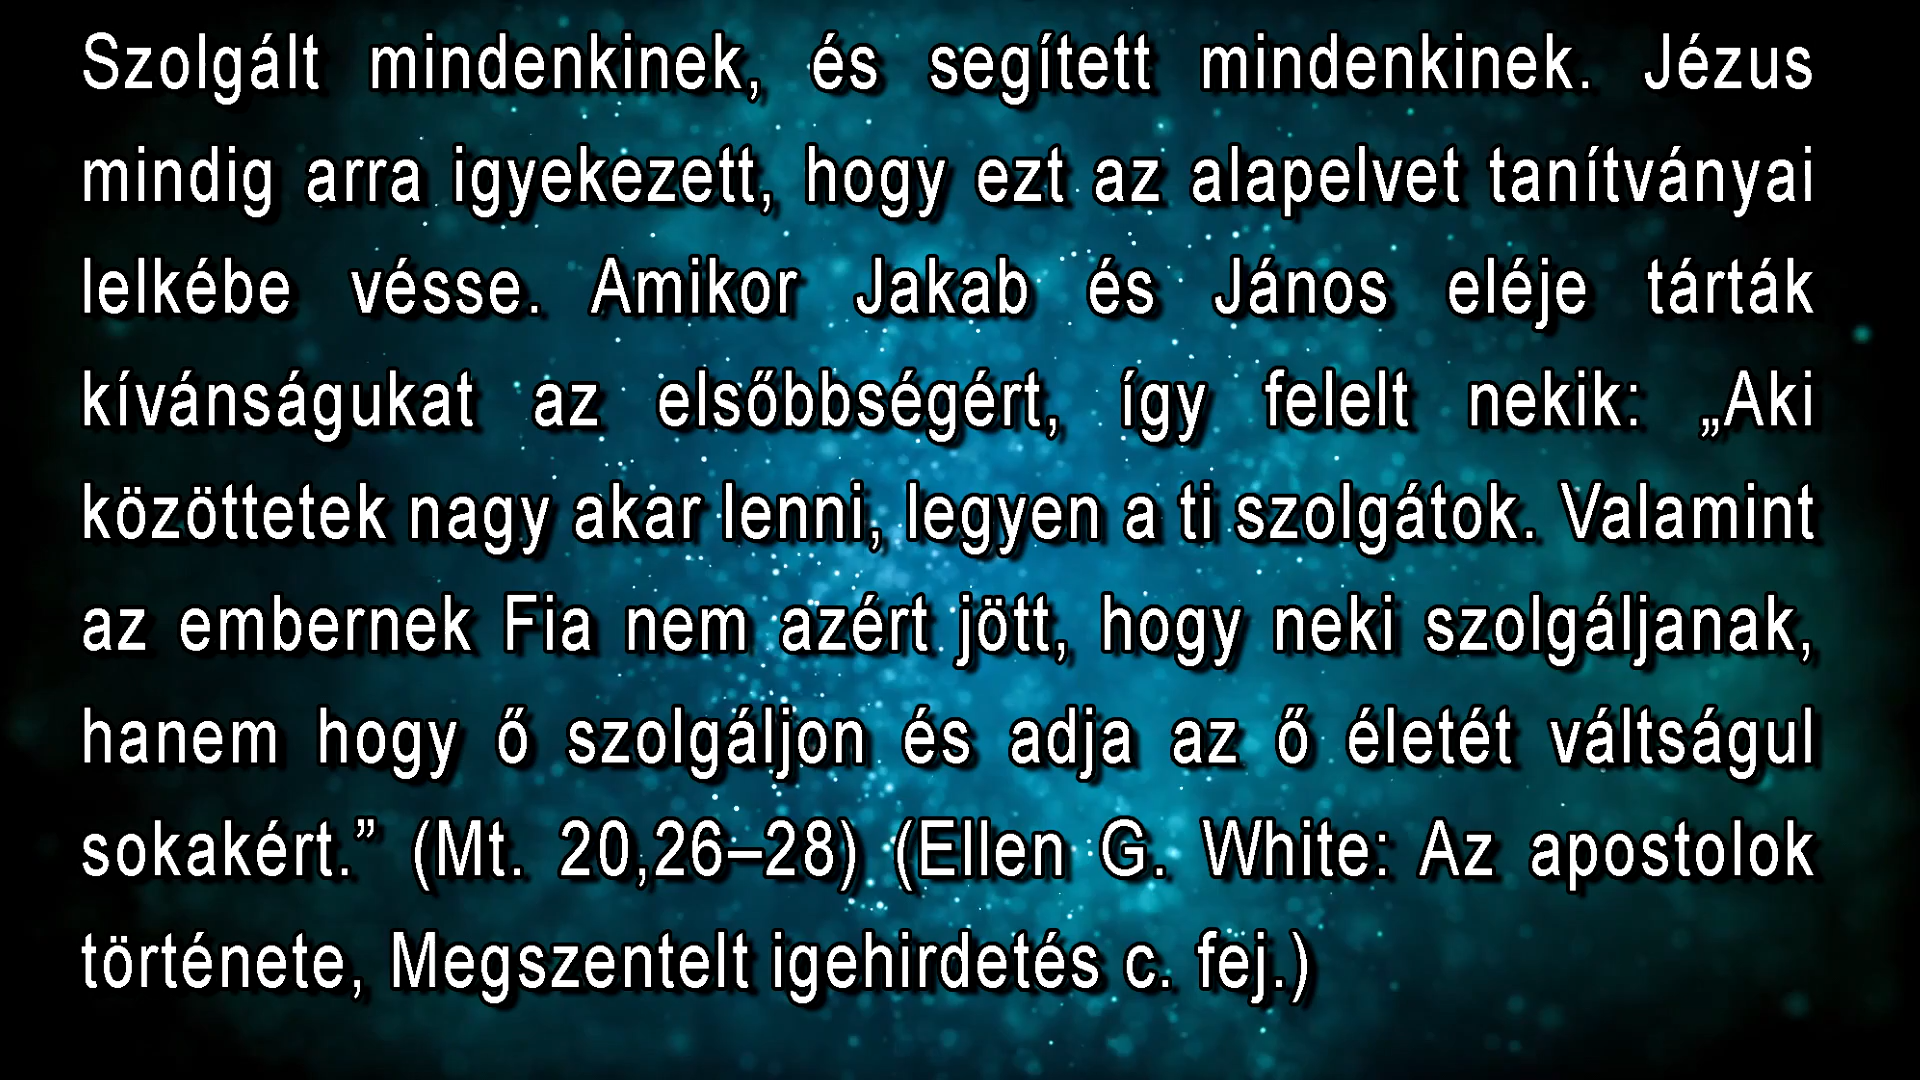 Szolgált mindenkinek, és segített mindenkinek. Jézus
mindig arra igyekezett, hogy ezt az alapelvet tanítványai
lelkébe vésse. Amikor Jakab és János eléje tárták
kívánságukat az elsőbbségért, így felelt nekik: „Aki
közöttetek nagy akar lenni, legyen a ti szolgátok. Valamint
az embernek Fia nem azért jött, hogy neki szolgáljanak,
hanem hogy ő szolgáljon és adja az ő életét váltságul
sokakért.” (Mt. 20,26–28) (Ellen G. White: Az apostolok
története, Megszentelt igehirdetés c. fej.)